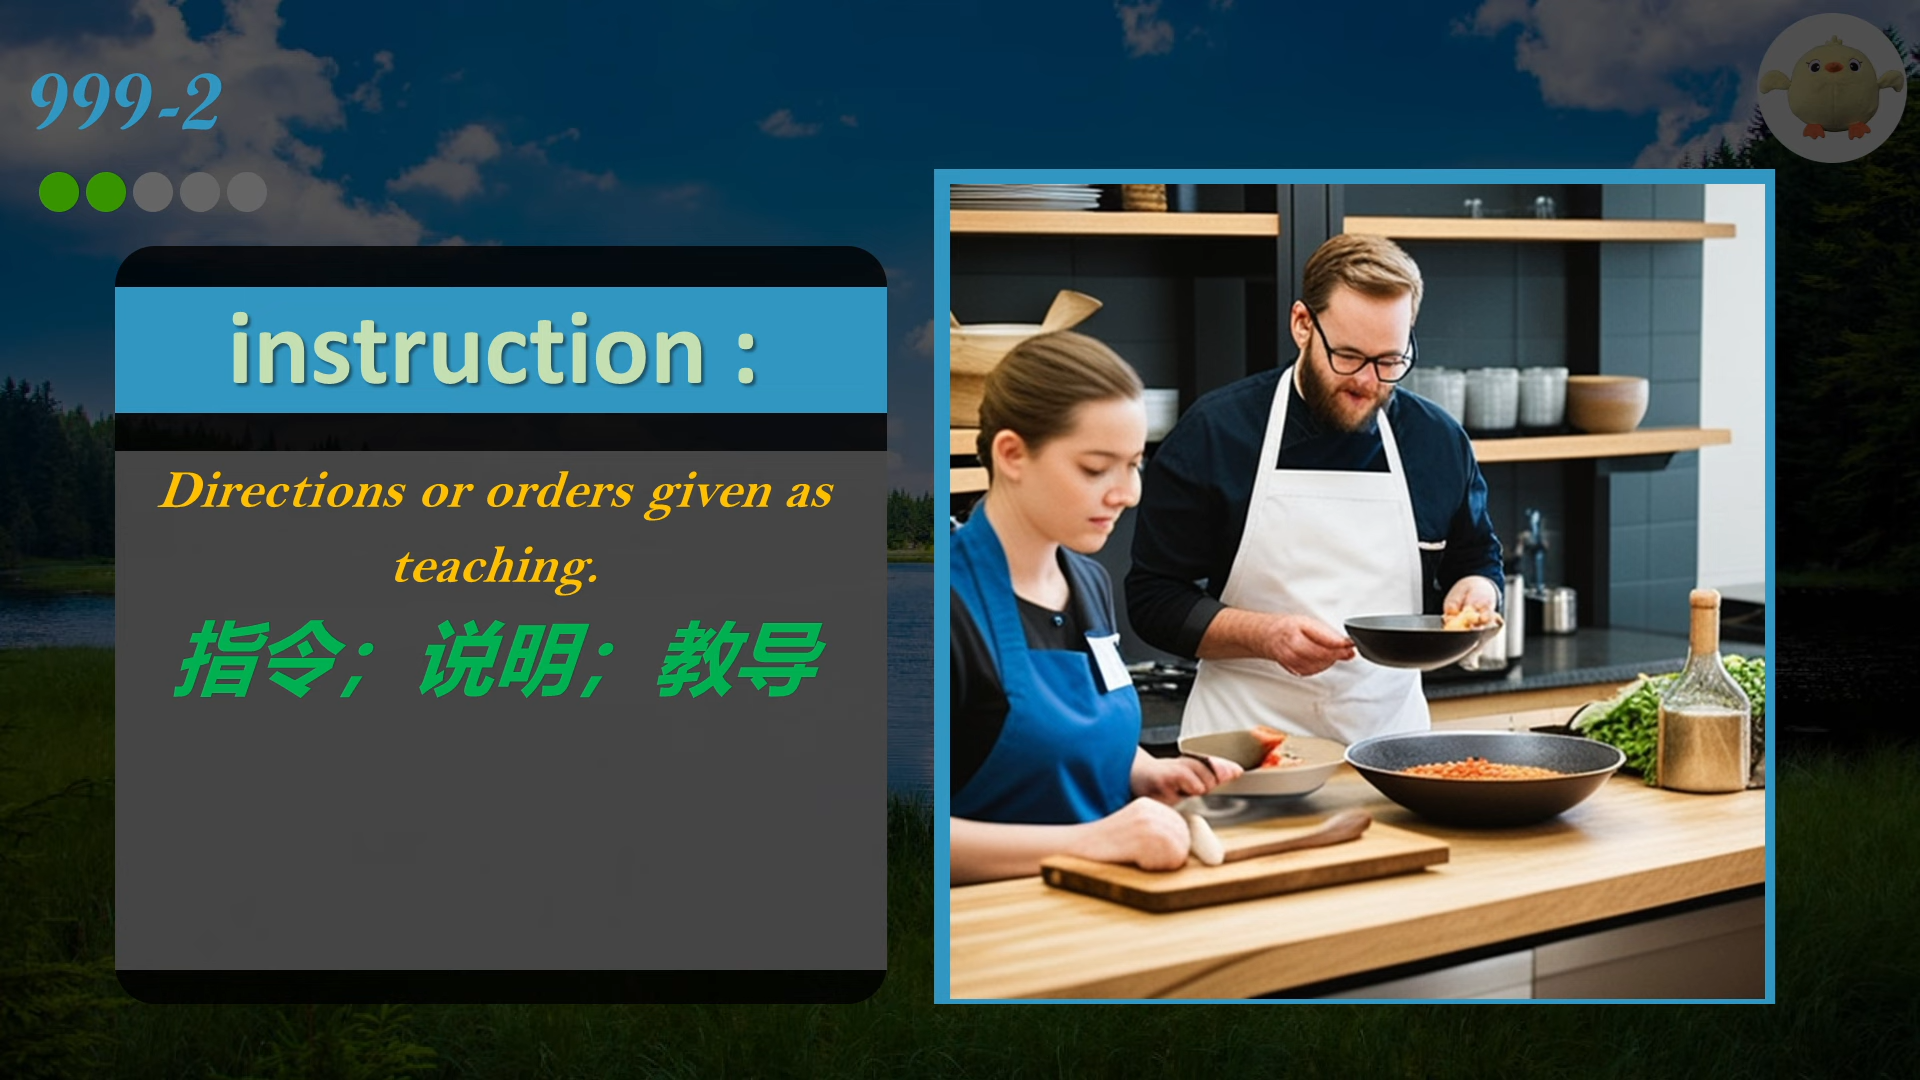 999-2
instruction :
Directions or orders given as
teaching.
指令；说明；教导